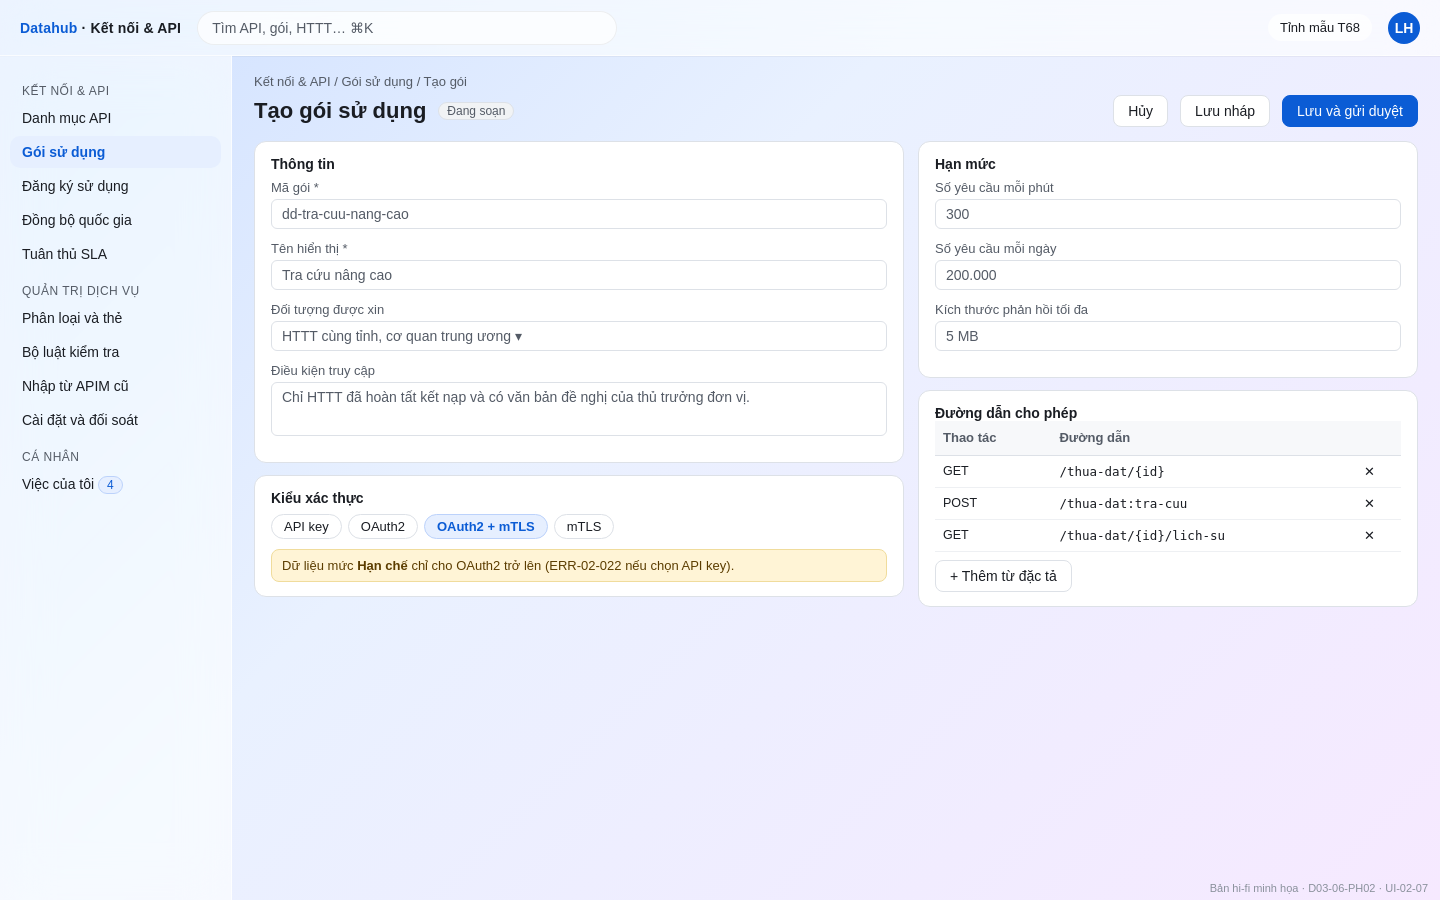 Datahub · Kết nối & API
Tìm API, gói, HTTT… ⌘K
Tỉnh mẫu T68
LH
KẾT NỐI & API
Danh mục API
Gói sử dụng
Đăng ký sử dụng
Đồng bộ quốc gia
Tuân thủ SLA
QUẢN TRỊ DỊCH VỤ
Phân loại và thẻ
Bộ luật kiểm tra
Nhập từ APIM cũ
Cài đặt và đối soát
CÁ NHÂN
Việc của tôi 4
Kết nối & API / Gói sử dụng / Tạo gói
Tạo gói sử dụng
Đang soạn
Hủy
Lưu nháp
Lưu và gửi duyệt
Thông tin
Mã gói *
dd-tra-cuu-nang-cao
Tên hiển thị *
Tra cứu nâng cao
Đối tượng được xin
HTTT cùng tỉnh, cơ quan trung ương ▾
Điều kiện truy cập
Chỉ HTTT đã hoàn tất kết nạp và có văn bản đề nghị của thủ trưởng đơn vị.
Kiểu xác thực
API key
OAuth2
OAuth2 + mTLS
mTLS
Dữ liệu mức Hạn chế chỉ cho OAuth2 trở lên (ERR-02-022 nếu chọn API key).
Hạn mức
Số yêu cầu mỗi phút
300
Số yêu cầu mỗi ngày
200.000
Kích thước phản hồi tối đa
5 MB
Đường dẫn cho phép
Thao tác Đường dẫn
GET /thua-dat/{id} ✕
POST /thua-dat:tra-cuu ✕
GET /thua-dat/{id}/lich-su ✕
+ Thêm từ đặc tả
Bản hi-fi minh họa · D03-06-PH02 · UI-02-07